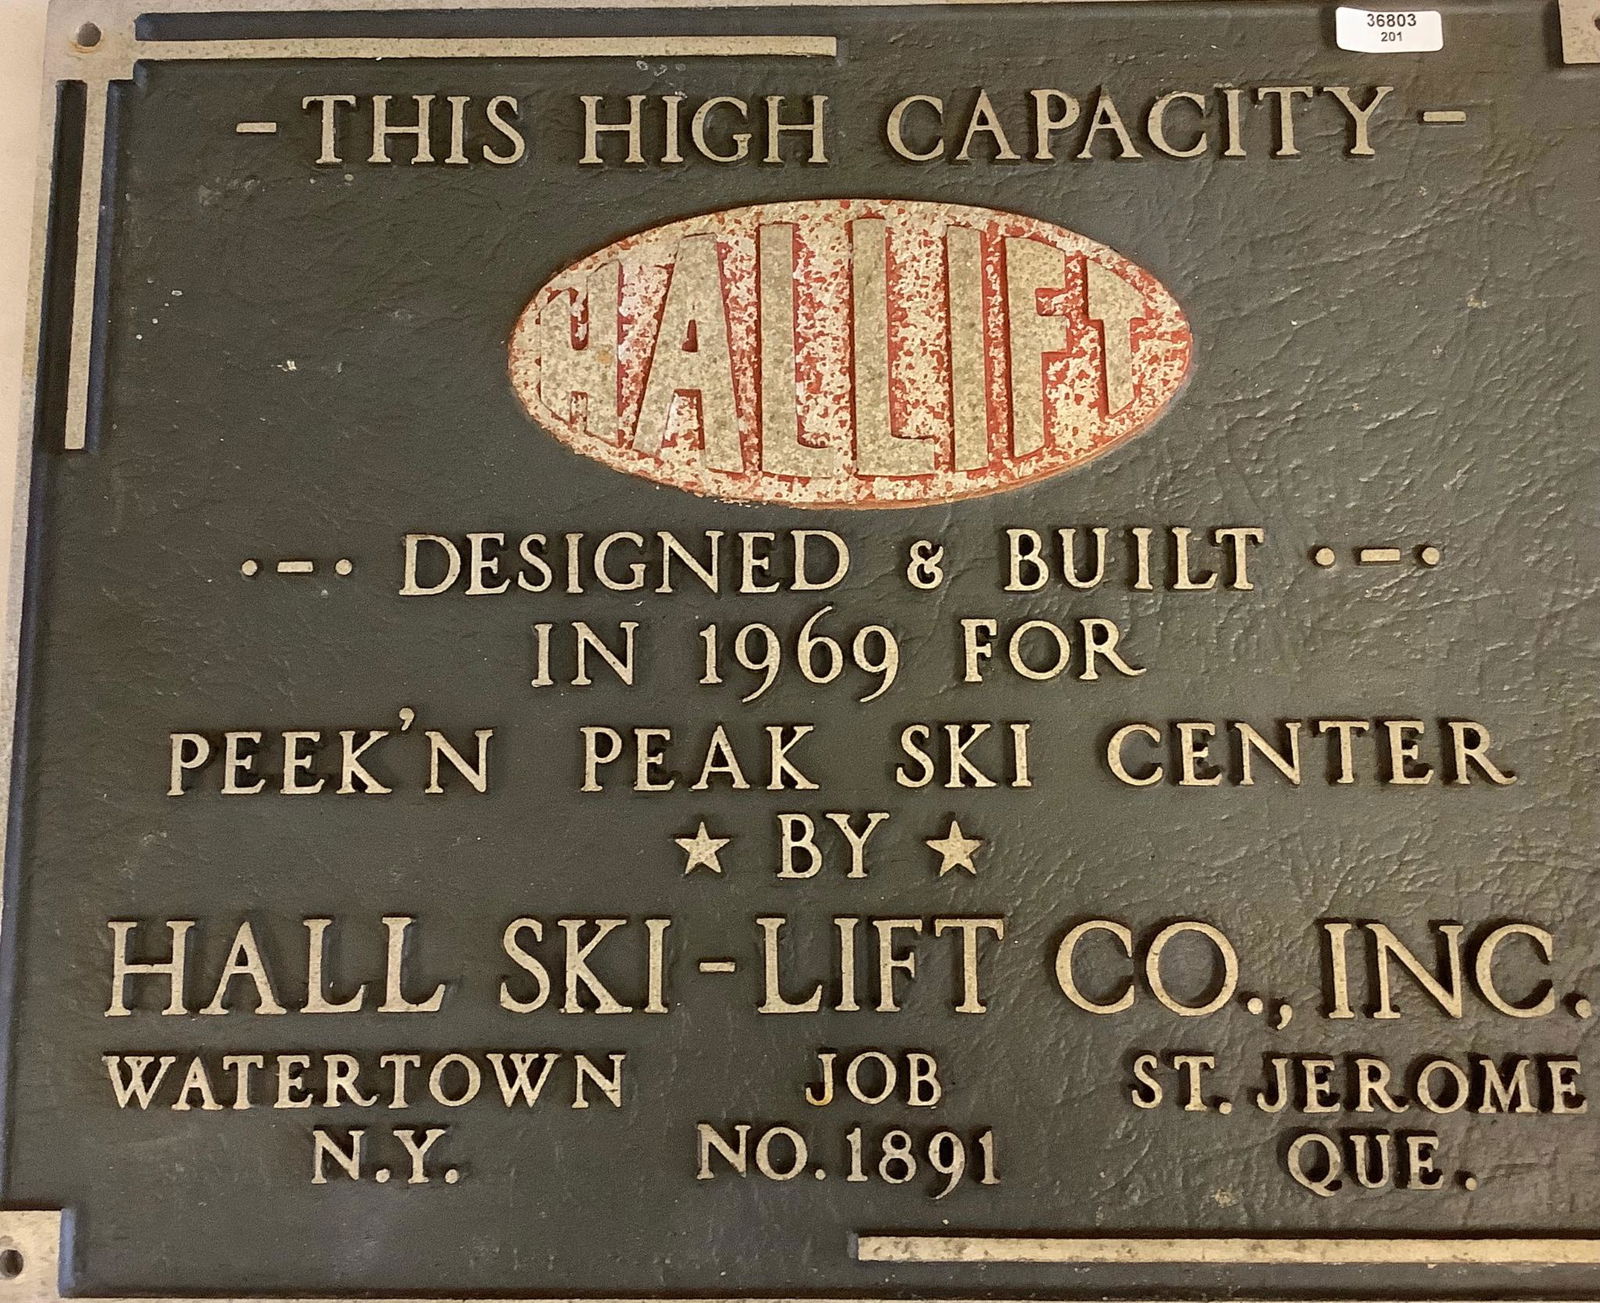 36803
201
- THIS HIGH CAPACITY -
HALLIFT
·-· DESIGNED & BUILT ·-·
IN 1969 FOR
PEEK'N PEAK SKI CENTER
★ BY ★
HALL SKI-LIFT CO., INC.
WATERTOWN JOB ST. JEROME
N.Y. NO. 1891 QUE.